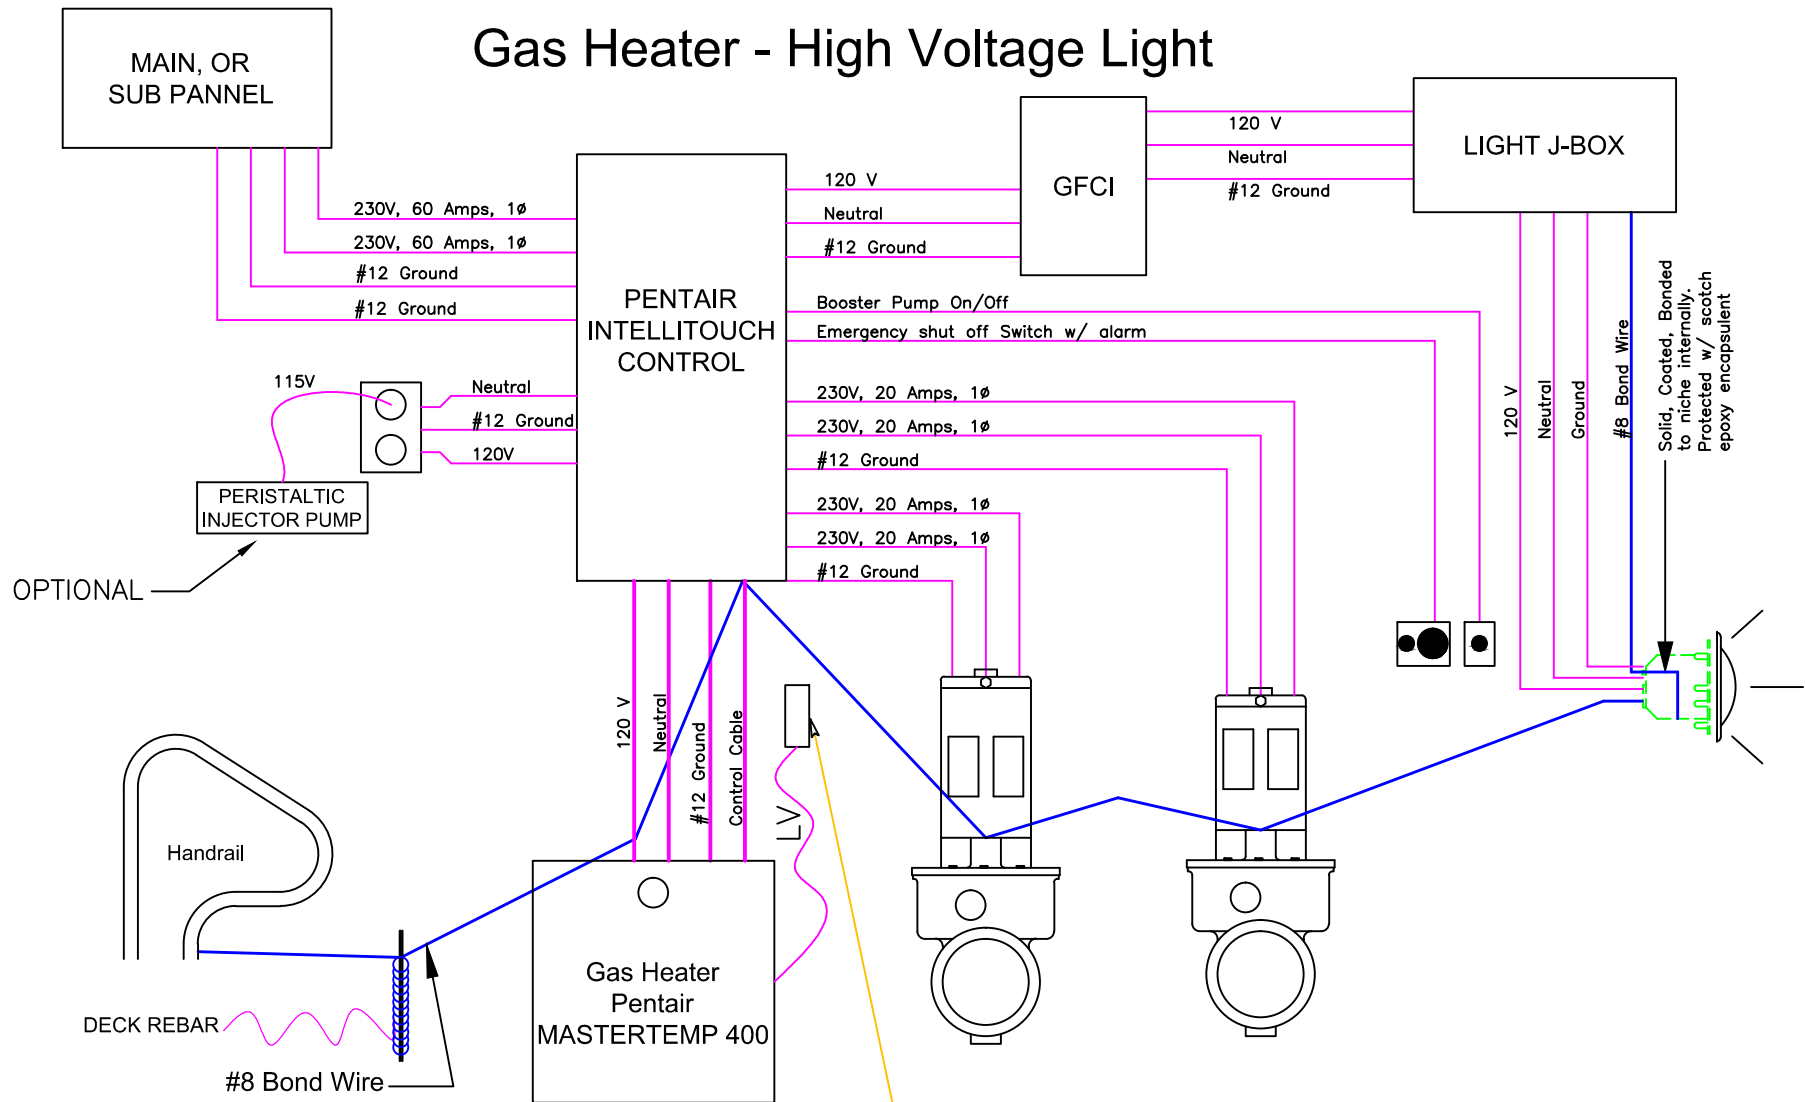 Gas Heater - High Voltage Light
MAIN, OR
SUB PANNEL
230V, 60 Amps, 1ø
230V, 60 Amps, 1ø
#12 Ground
#12 Ground
PENTAIR
INTELLITOUCH
CONTROL
120 V
Neutral
#12 Ground
GFCI
120 V
Neutral
#12 Ground
LIGHT J-BOX
Booster Pump On/Off
Emergency shut off Switch w/ alarm
230V, 20 Amps, 1ø
230V, 20 Amps, 1ø
#12 Ground
230V, 20 Amps, 1ø
230V, 20 Amps, 1ø
#12 Ground
115V
Neutral
#12 Ground
120V
PERISTALTIC
INJECTOR PUMP
OPTIONAL
120 V
Neutral
Ground
#8 Bond Wire
Solid, Coated, Bonded
to niche internally.
Protected w/ scotch
epoxy encapsulent
120 V
Neutral
#12 Ground
Control Cable
LV
Handrail
DECK REBAR
#8 Bond Wire
Gas Heater
Pentair
MASTERTEMP 400